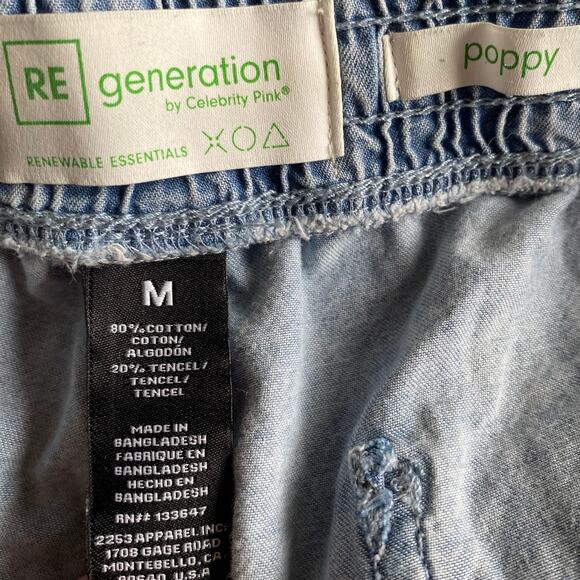 RE generation
by Celebrity Pink®
RENEWABLE ESSENTIALS
poppy
M
80% COTTON/
COTON/
ALGODÓN
20% TENCEL/
TENCEL/
TENCEL
MADE IN
BANGLADESH
FABRIQUE EN
BANGLADESH
HECHO EN
BANGLADESH
RN## 133647
2253 APPAREL INC.
1708 GAGE ROAD
MONTEBELLO, CA
90640, U.S.A